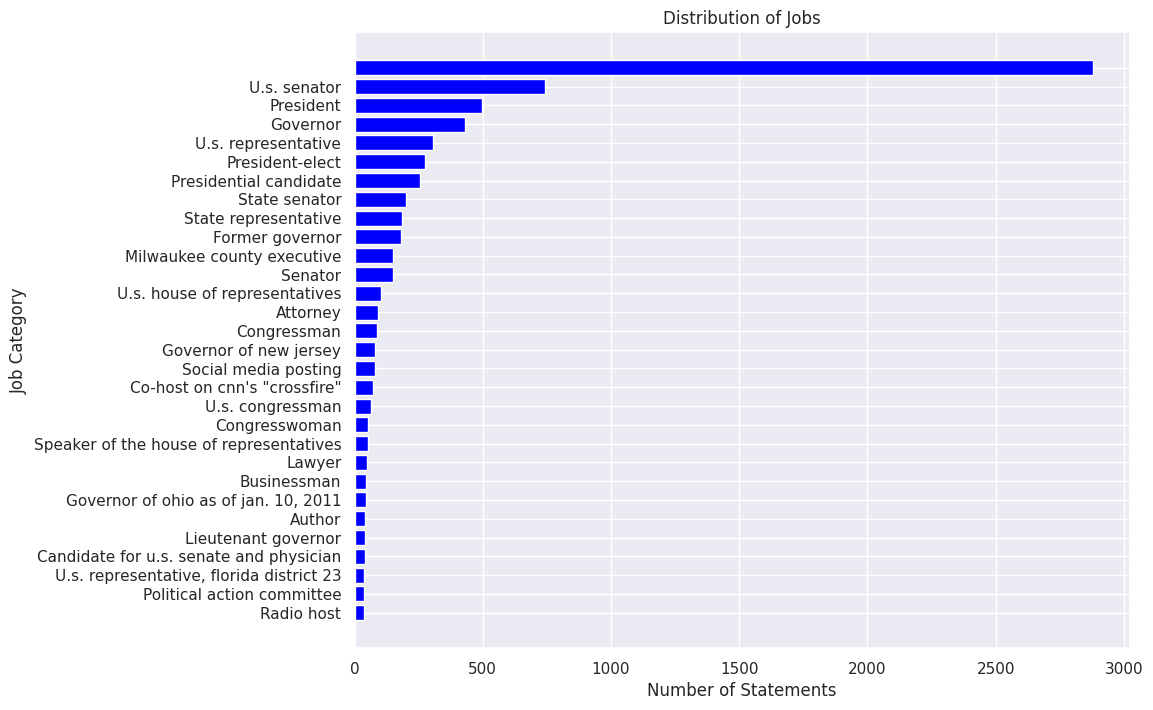 Distribution of Jobs
U.s. senator
President
Governor
U.s. representative
President-elect
Presidential candidate
State senator
State representative
Former governor
Milwaukee county executive
Senator
U.s. house of representatives
Attorney
Congressman
Governor of new jersey
Social media posting
Co-host on cnn's "crossfire"
U.s. congressman
Congresswoman
Speaker of the house of representatives
Lawyer
Businessman
Governor of ohio as of jan. 10, 2011
Author
Lieutenant governor
Candidate for u.s. senate and physician
U.s. representative, florida district 23
Political action committee
Radio host
Job Category
0 500 1000 1500 2000 2500 3000
Number of Statements